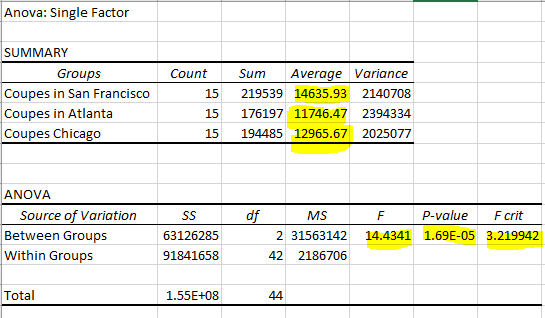 Anova: Single Factor
SUMMARY
Groups Count Sum Average Variance
Coupes in San Francisco 15 219539 14635.93 2140708
Coupes in Atlanta 15 176197 11746.47 2394334
Coupes Chicago 15 194485 12965.67 2025077
ANOVA
Source of Variation SS df MS F P-value F crit
Between Groups 63126285 2 31563142 14.4341 1.69E-05 3.219942
Within Groups 91841658 42 2186706
Total 1.55E+08 44